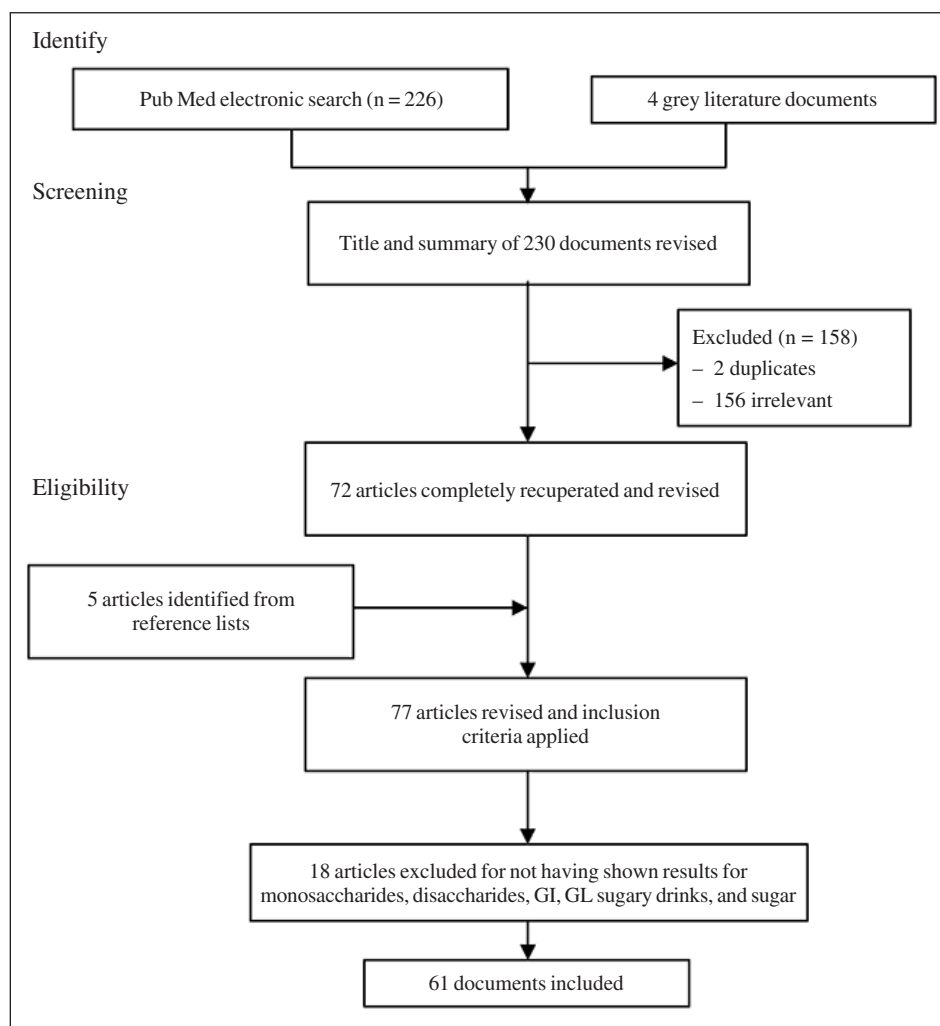 Identify
Pub Med electronic search (n = 226)
4 grey literature documents
Screening
Title and summary of 230 documents revised
Excluded (n = 158)
– 2 duplicates
– 156 irrelevant
Eligibility
72 articles completely recuperated and revised
5 articles identified from
reference lists
77 articles revised and inclusion
criteria applied
18 articles excluded for not having shown results for
monosaccharides, disaccharides, GI, GL sugary drinks, and sugar
61 documents included